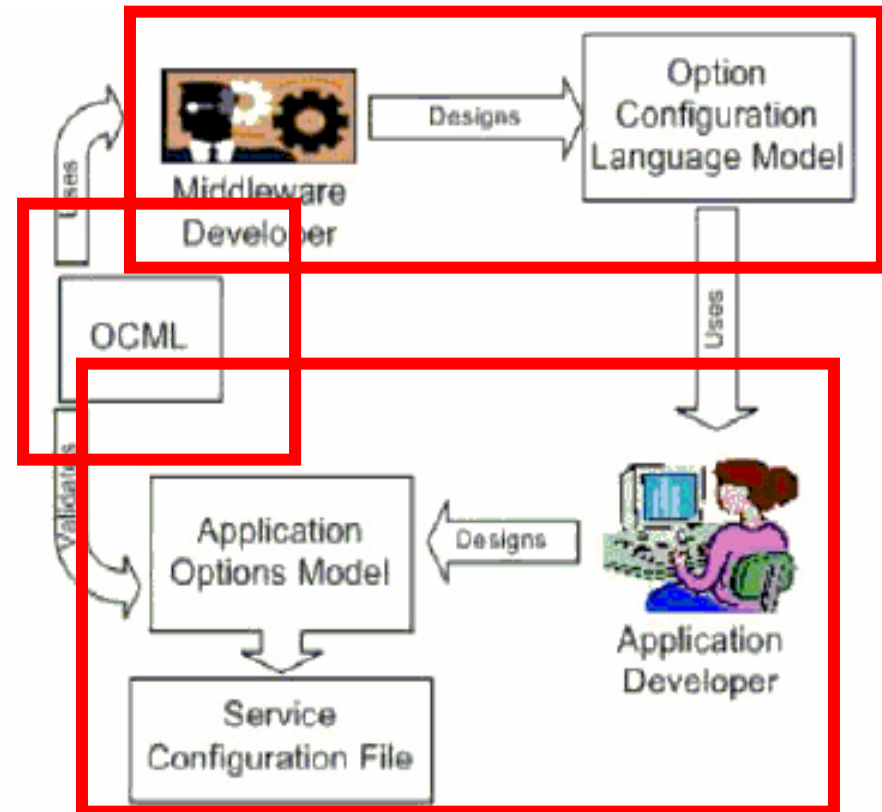 Option
Configuration
Language Model
Designs
Middleware
Developer
Uses
OCML
Uses
Validates
Application
Options Model
Designs
Application
Developer
Service
Configuration File